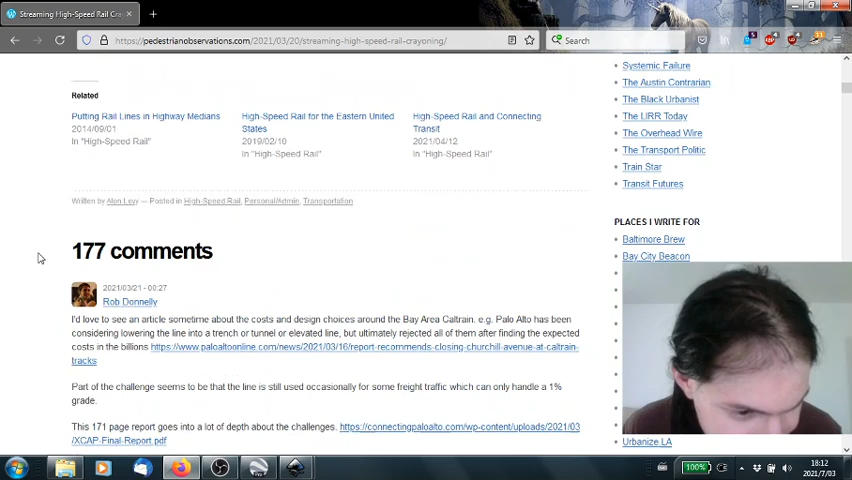 Streaming High-Speed Rail Cra
https://pedestrianobservations.com/2021/03/20/streaming-high-speed-rail-crayoning/
Search
Related
Putting Rail Lines in Highway Medians
2014/09/01
In "High-Speed Rail"
High-Speed Rail for the Eastern United
States
2019/02/10
In "High-Speed Rail"
High-Speed Rail and Connecting
Transit
2021/04/12
In "High-Speed Rail"
Written by Alon Levy — Posted in High-Speed Rail, Personal/Admin, Transportation
177 comments
2021/03/21 - 00:27
Rob Donnelly
I'd love to see an article sometime about the costs and design choices around the Bay Area Caltrain. e.g. Palo Alto has been
considering lowering the line into a trench or tunnel or elevated line, but ultimately rejected all of them after finding the expected
costs in the billions https://www.paloaltoonline.com/news/2021/03/16/report-recommends-closing-churchill-avenue-at-caltrain-
tracks
Part of the challenge seems to be that the line is still used occasionally for some freight traffic which can only handle a 1%
grade.
This 171 page report goes into a lot of depth about the challenges. https://connectingpaloalto.com/wp-content/uploads/2021/03
/XCAP-Final-Report.pdf
Systemic Failure
The Austin Contrarian
The Black Urbanist
The LIRR Today
The Overhead Wire
The Transport Politic
Train Star
Transit Futures
PLACES I WRITE FOR
Baltimore Brew
Bay City Beacon
Urbanize LA
100%
18:12
2021/7/03